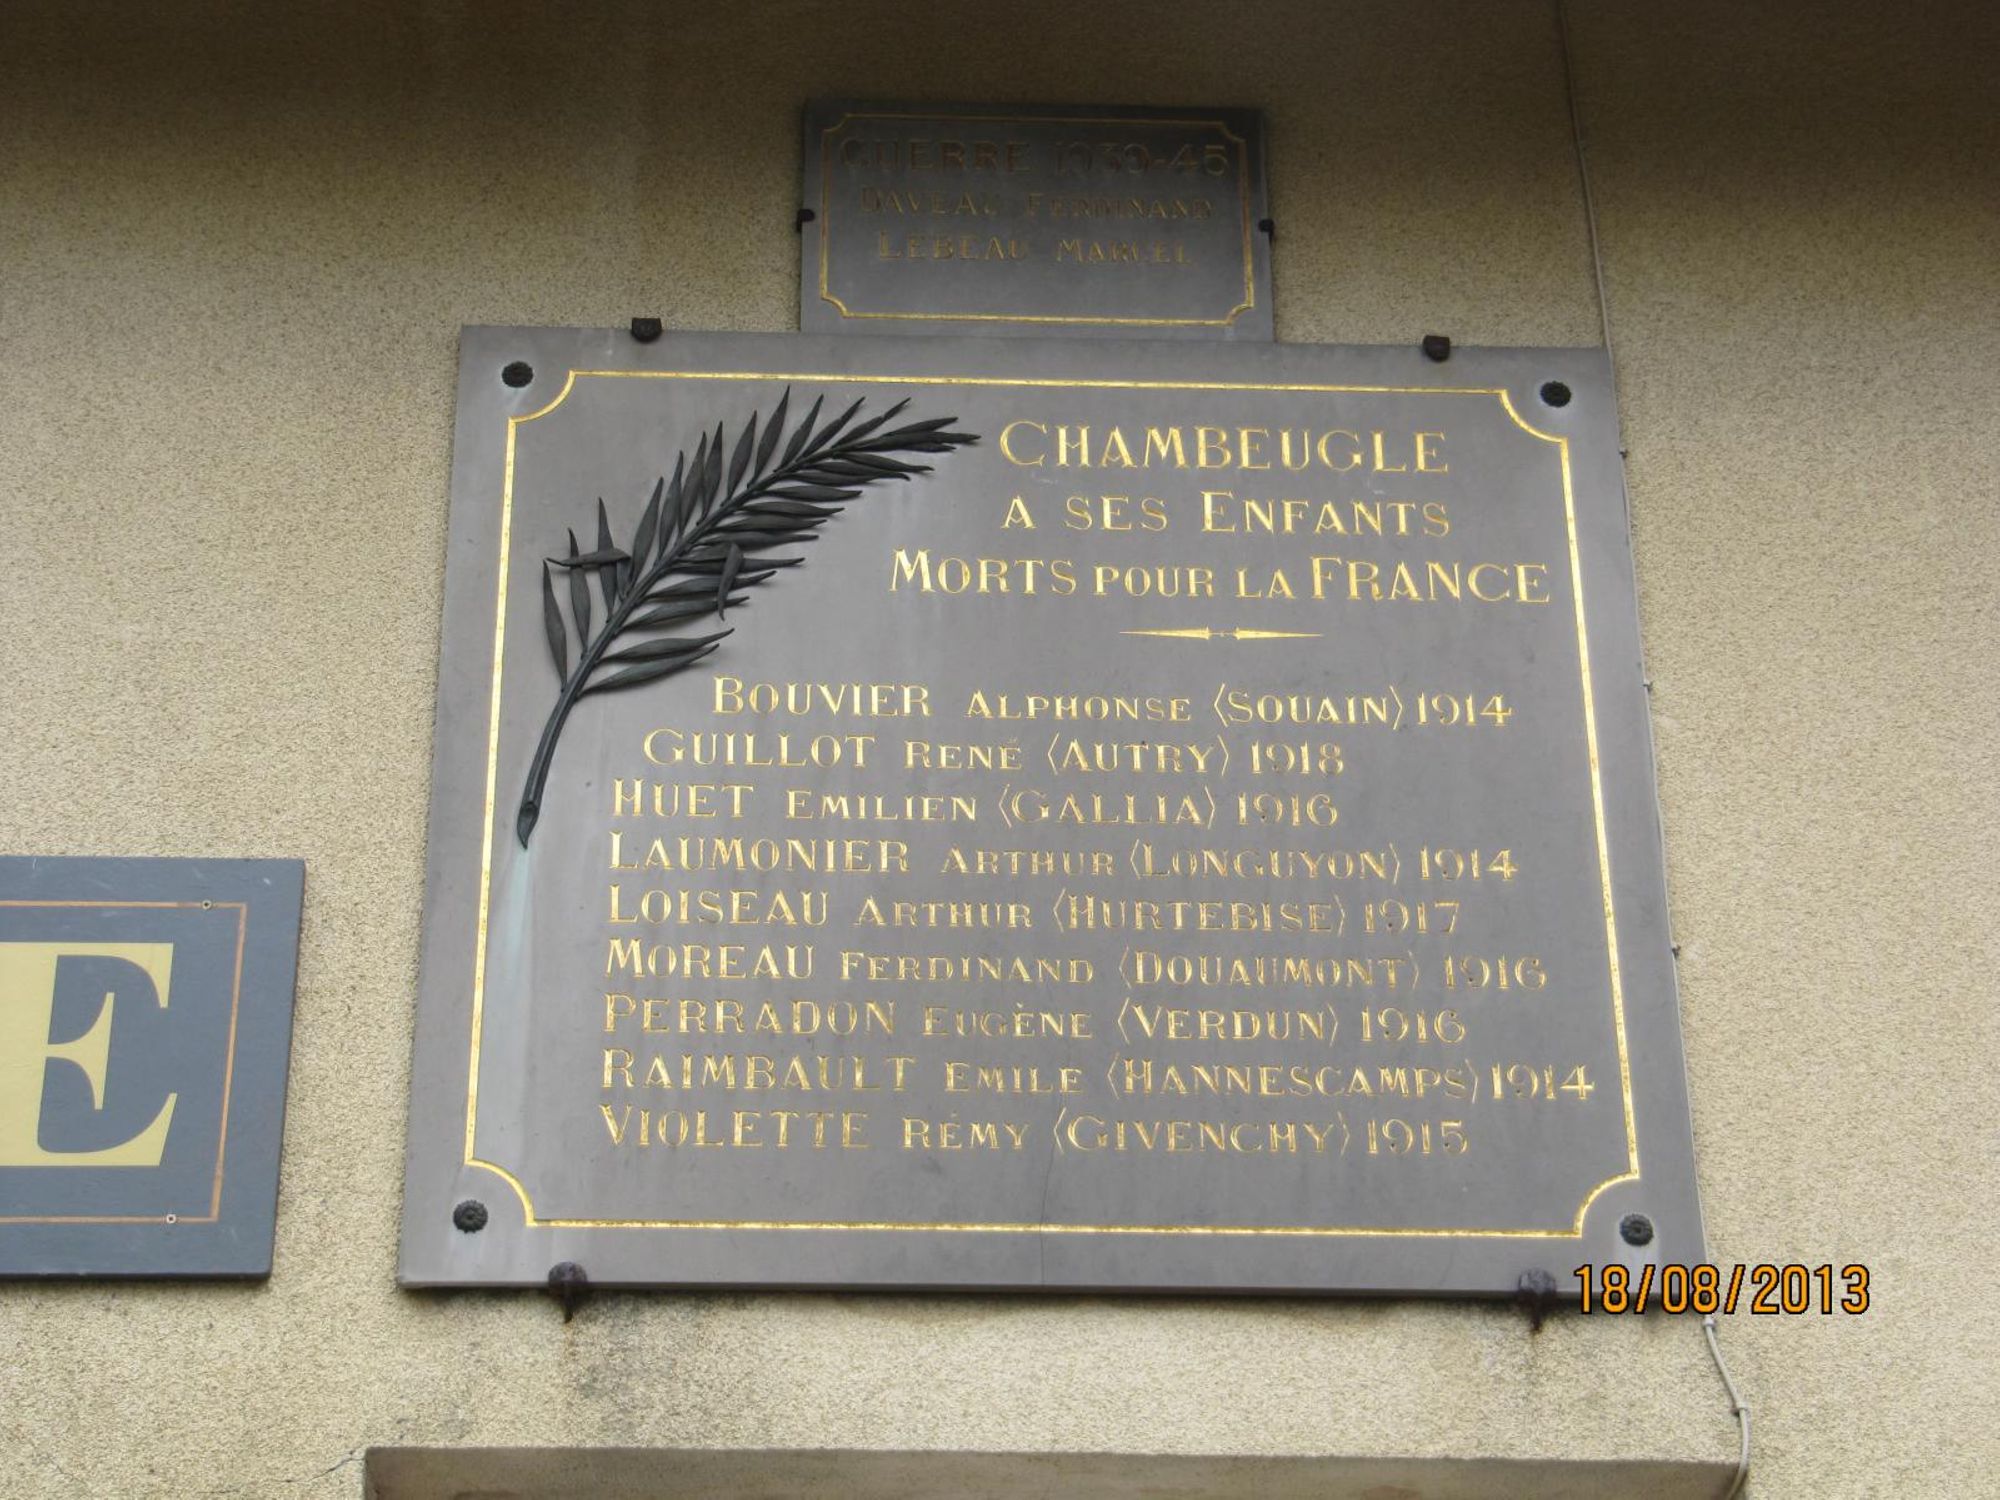 GUERRE 1939-45
DAVEAU FERDINAND
LEBEAU MARCEL
CHAMBEUGLE
A SES ENFANTS
MORTS POUR LA FRANCE
BOUVIER ALPHONSE (SOUAIN) 1914
GUILLOT RENÉ (AUTRY) 1918
HUET EMILIEN (GALLIA) 1916
LAUMONIER ARTHUR (LONGUYON) 1914
LOISEAU ARTHUR (HURTEBISE) 1917
MOREAU FERDINAND (DOUAUMONT) 1916
PERRADON EUGÈNE (VERDUN) 1916
RAIMBAULT EMILE (HANNESCAMPS) 1914
VIOLETTE RÉMY (GIVENCHY) 1915
E
18/08/2013